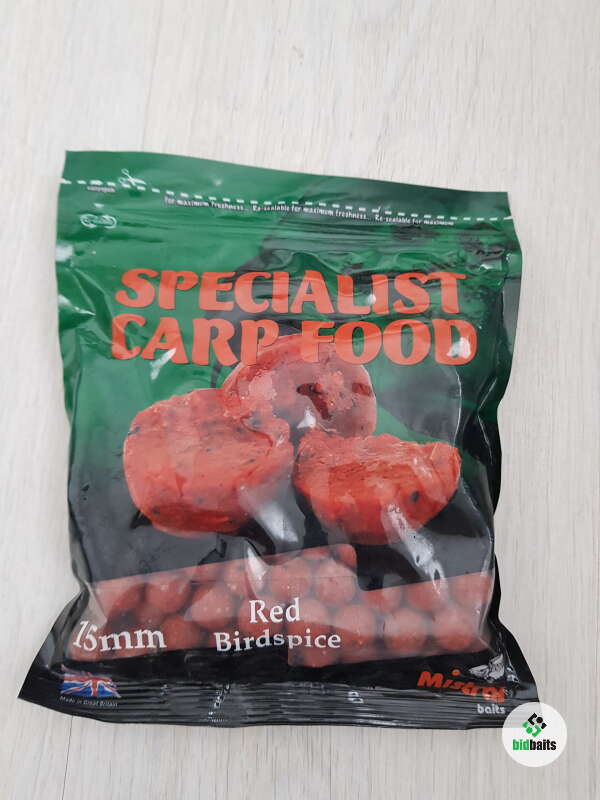 for maximum freshness... Re-sealable for maximum freshness... Re-sealable for maximum
SPECIALIST
CARP FOOD
15mm
Red
Birdspice
Mistral
baits
Made in Great Britain
bidbaits